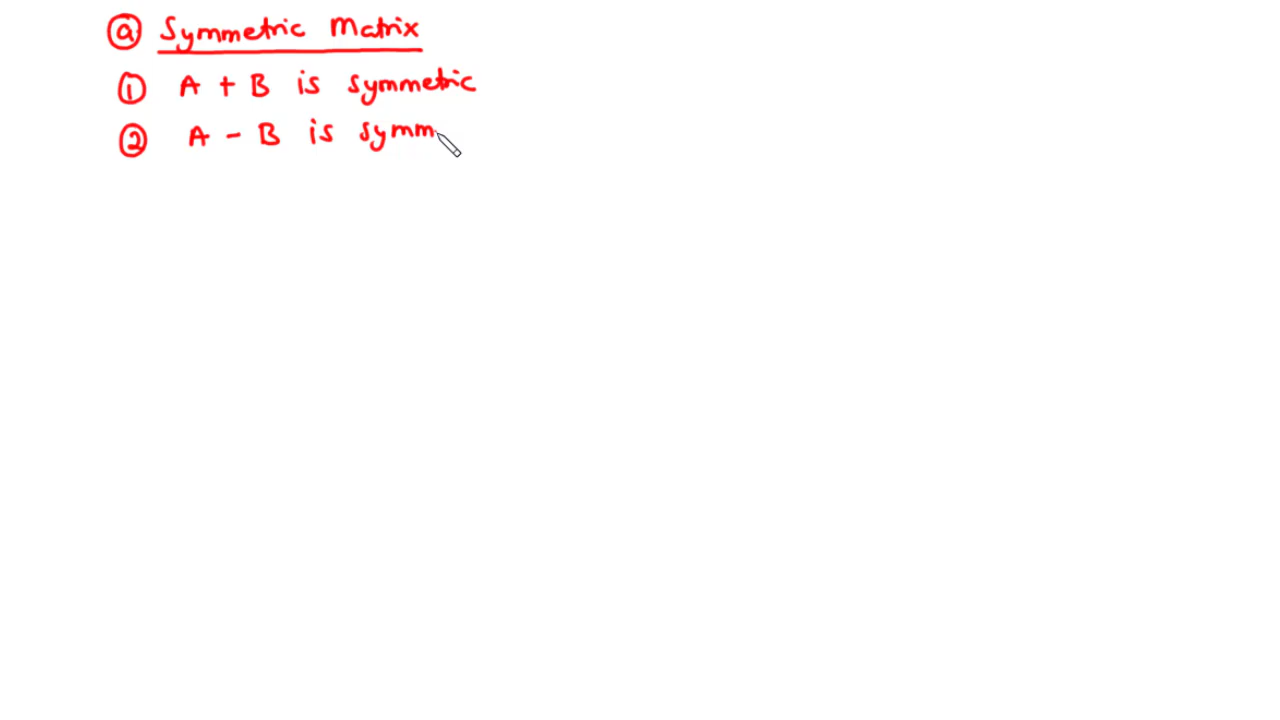 ⓐ Symmetric Matrix
① A + B is symmetric
② A - B is symm